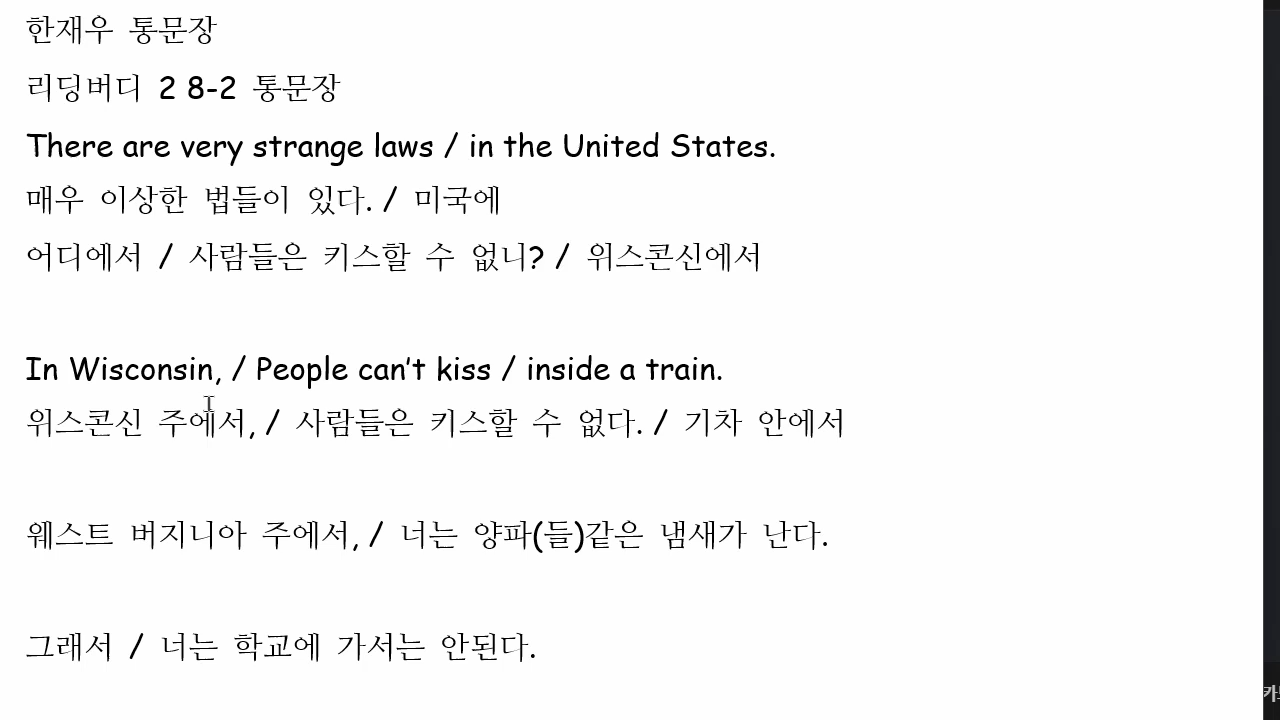 한재우 통문장
리딩버디 2 8-2 통문장
There are very strange laws / in the United States.
매우 이상한 법들이 있다. / 미국에
어디에서 / 사람들은 키스할 수 없니? / 위스콘신에서
In Wisconsin, / People can't kiss / inside a train.
위스콘신 주에서, / 사람들은 키스할 수 없다. / 기차 안에서
웨스트 버지니아 주에서, / 너는 양파(들)같은 냄새가 난다.
그래서 / 너는 학교에 가서는 안된다.